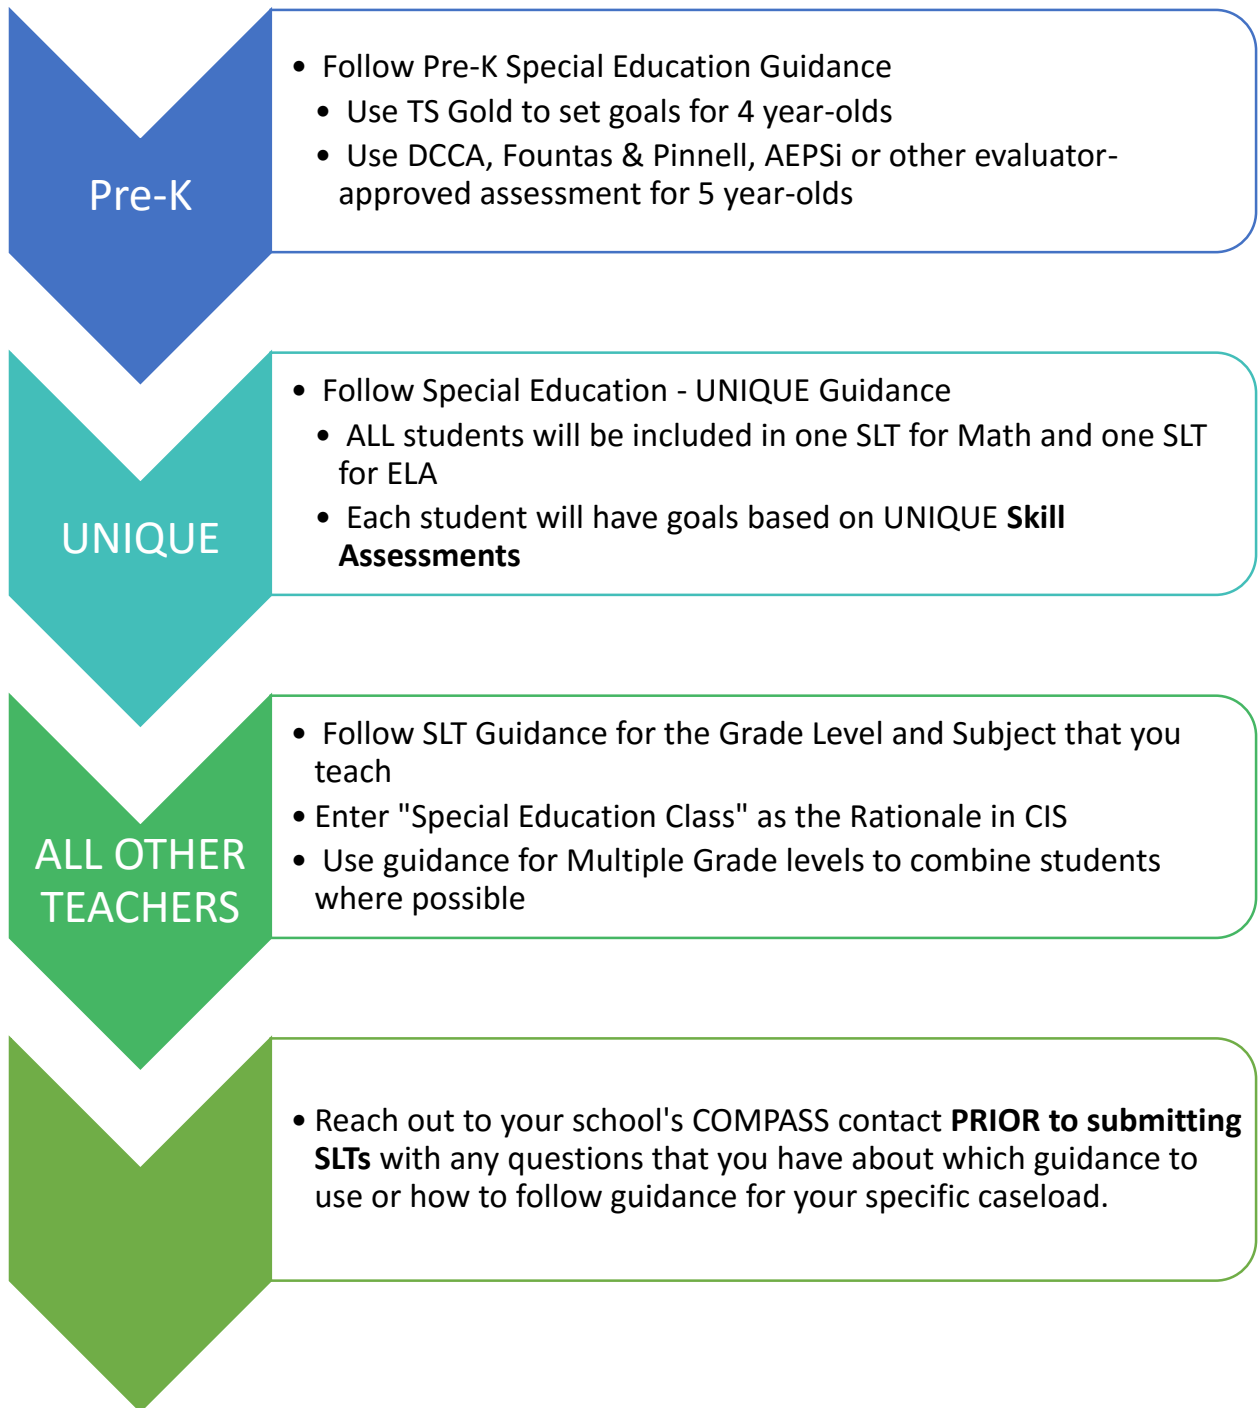 Pre-K
• Follow Pre-K Special Education Guidance
• Use TS Gold to set goals for 4 year-olds
• Use DCCA, Fountas & Pinnell, AEPSi or other evaluator-
approved assessment for 5 year-olds
UNIQUE
• Follow Special Education - UNIQUE Guidance
• ALL students will be included in one SLT for Math and one SLT
for ELA
• Each student will have goals based on UNIQUE Skill
Assessments
ALL OTHER
TEACHERS
• Follow SLT Guidance for the Grade Level and Subject that you
teach
• Enter "Special Education Class" as the Rationale in CIS
• Use guidance for Multiple Grade levels to combine students
where possible
• Reach out to your school's COMPASS contact PRIOR to submitting
SLTs with any questions that you have about which guidance to
use or how to follow guidance for your specific caseload.